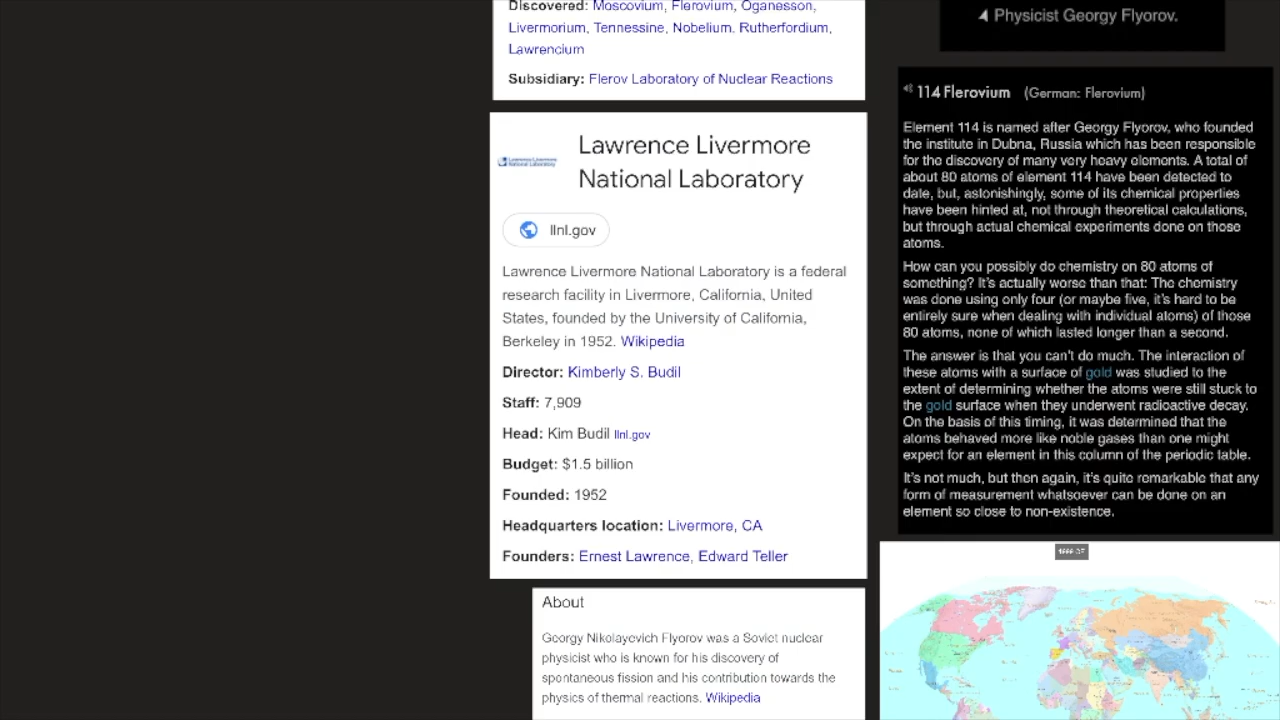 Discovered: Moscovium, Flerovium, Oganesson,
Livermorium, Tennessine, Nobelium. Rutherfordium,
Lawrencium
Subsidiary: Flerov Laboratory of Nuclear Reactions
Lawrence Livermore
National Laboratory
Lawrence Livermore
National Laboratory
llnl.gov
Lawrence Livermore National Laboratory is a federal
research facility in Livermore, California, United
States, founded by the University of California,
Berkeley in 1952. Wikipedia
Director: Kimberly S. Budil
Staff: 7,909
Head: Kim Budil llnl.gov
Budget: $1.5 billion
Founded: 1952
Headquarters location: Livermore, CA
Founders: Ernest Lawrence, Edward Teller
About
Georgy Nikolayevich Flyorov was a Soviet nuclear
physicist who is known for his discovery of
spontaneous fission and his contribution towards the
physics of thermal reactions. Wikipedia
Physicist Georgy Flyorov.
114 Flerovium (German: Flerovium)
Element 114 is named after Georgy Flyorov, who founded
the institute in Dubna, Russia which has been responsible
for the discovery of many very heavy elements. A total of
about 80 atoms of element 114 have been detected to
date, but, astonishingly, some of its chemical properties
have been hinted at, not through theoretical calculations,
but through actual chemical experiments done on those
atoms.
How can you possibly do chemistry on 80 atoms of
something? It's actually worse than that: The chemistry
was done using only four (or maybe five, it's hard to be
entirely sure when dealing with individual atoms) of those
80 atoms, none of which lasted longer than a second.
The answer is that you can't do much. The interaction of
these atoms with a surface of gold was studied to the
extent of determining whether the atoms were still stuck to
the gold surface when they underwent radioactive decay.
On the basis of this timing, it was determined that the
atoms behaved more like noble gases than one might
expect for an element in this column of the periodic table.
It's not much, but then again, it's quite remarkable that any
form of measurement whatsoever can be done on an
element so close to non-existence.